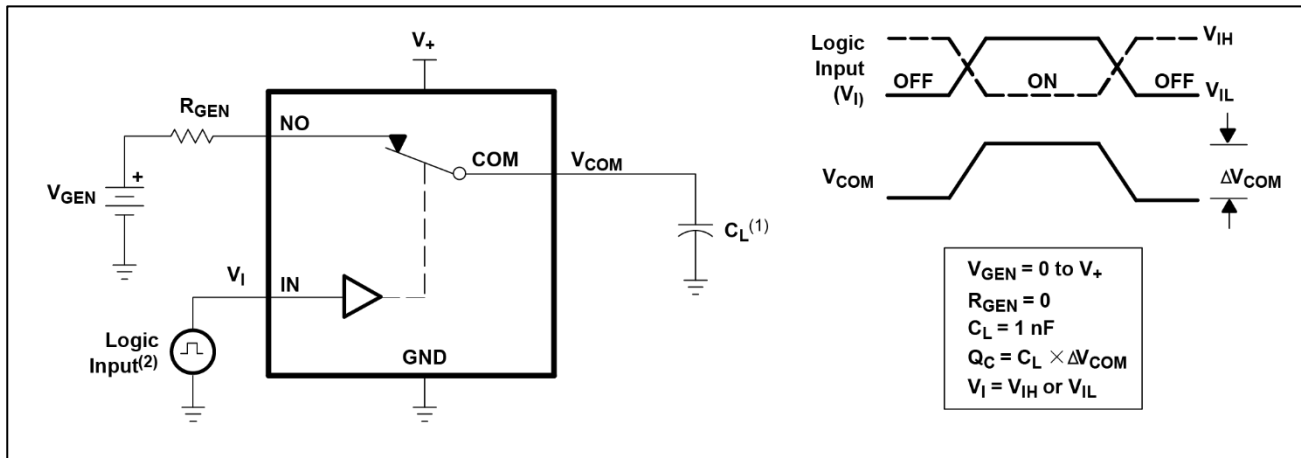 V+
RGEN
NO
COM
VCOM
VGEN
+
CL(1)
VI
IN
Logic
Input(2)
GND
Logic
Input
(VI)
OFF
ON
OFF
VIH
VIL
VCOM
ΔVCOM
VGEN = 0 to V+
RGEN = 0
CL = 1 nF
QC = CL × ΔVCOM
VI = VIH or VIL